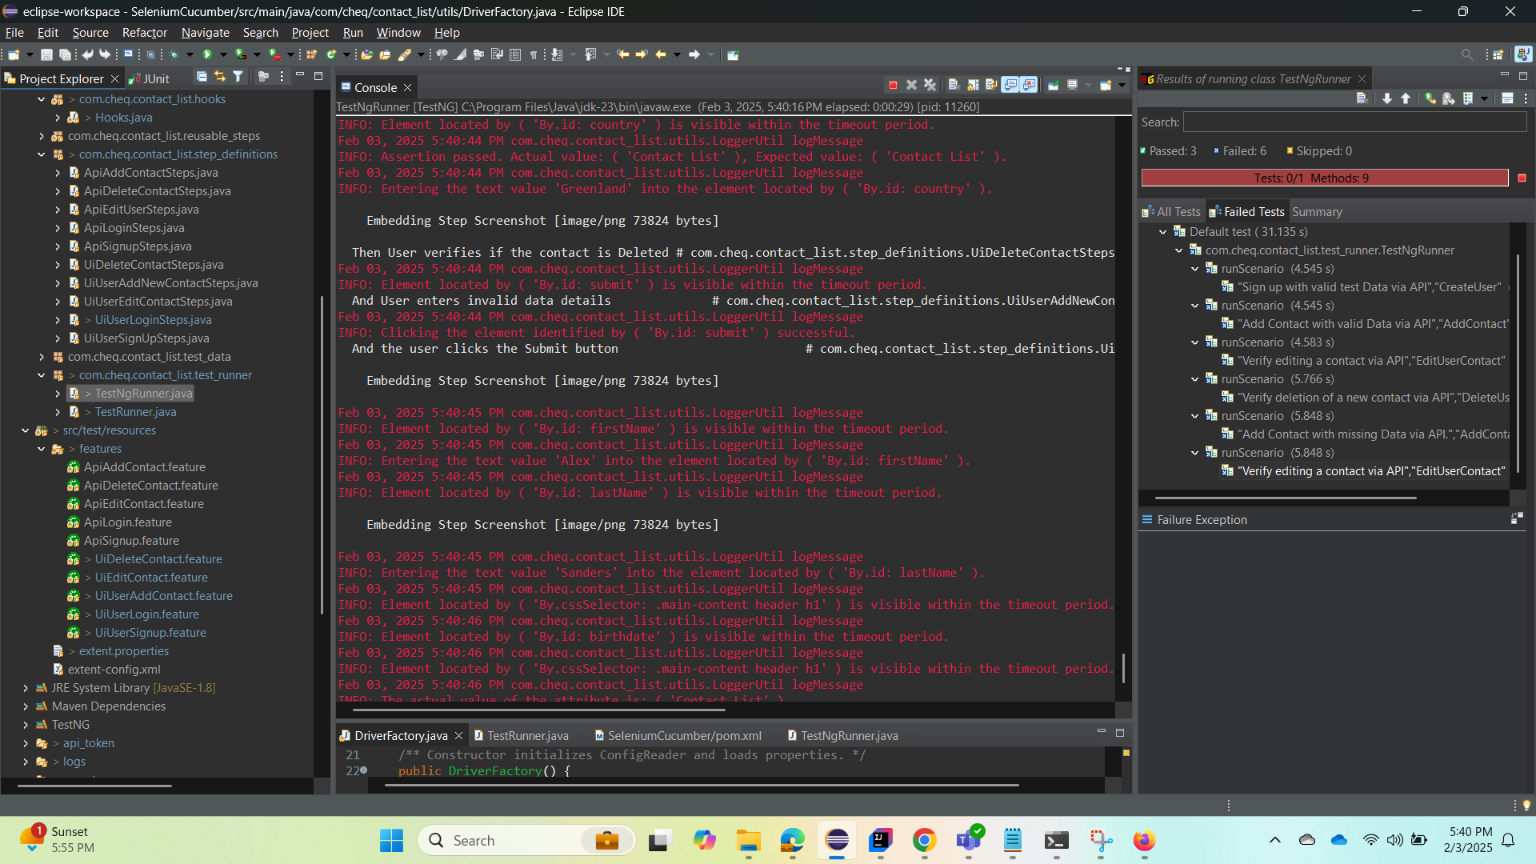 eclipse-workspace - SeleniumCucumber/src/main/java/com/cheq/contact_list/utils/DriverFactory.java - Eclipse IDE
File Edit Source Refactor Navigate Search Project Run Window Help
Project Explorer
JUnit
> com.cheq.contact_list.hooks
> Hooks.java
com.cheq.contact_list.reusable_steps
> com.cheq.contact_list.step_definitions
ApiAddContactSteps.java
ApiDeleteContactSteps.java
ApiEditUserSteps.java
ApiLoginSteps.java
ApiSignupSteps.java
UiDeleteContactSteps.java
UiUserAddNewContactSteps.java
UiUserEditContactSteps.java
> UiUserLoginSteps.java
UiUserSignUpSteps.java
com.cheq.contact_list.test_data
> com.cheq.contact_list.test_runner
> TestNgRunner.java
> TestRunner.java
> src/test/resources
> features
ApiAddContact.feature
ApiDeleteContact.feature
ApiEditContact.feature
ApiLogin.feature
ApiSignup.feature
> UiDeleteContact.feature
> UiEditContact.feature
> UiUserAddContact.feature
> UiUserLogin.feature
> UiUserSignup.feature
> extent.properties
extent-config.xml
JRE System Library [JavaSE-1.8]
Maven Dependencies
TestNG
> api_token
> logs
Console
TestNgRunner [TestNG] C:\Program Files\Java\jdk-23\bin\javaw.exe (Feb 3, 2025, 5:40:16 PM elapsed: 0:00:29) [pid: 11260]
INFO: Element located by ( 'By.id: country' ) is visible within the timeout period.
Feb 03, 2025 5:40:44 PM com.cheq.contact_list.utils.LoggerUtil logMessage
INFO: Assertion passed. Actual value: ( 'Contact List' ), Expected value: ( 'Contact List' ).
Feb 03, 2025 5:40:44 PM com.cheq.contact_list.utils.LoggerUtil logMessage
INFO: Entering the text value 'Greenland' into the element located by ( 'By.id: country' ).
Embedding Step Screenshot [image/png 73824 bytes]
Then User verifies if the contact is Deleted # com.cheq.contact_list.step_definitions.UiDeleteContactSteps
Feb 03, 2025 5:40:44 PM com.cheq.contact_list.utils.LoggerUtil logMessage
INFO: Element located by ( 'By.id: submit' ) is visible within the timeout period.
And User enters invalid data details # com.cheq.contact_list.step_definitions.UiUserAddNewCon
Feb 03, 2025 5:40:44 PM com.cheq.contact_list.utils.LoggerUtil logMessage
INFO: Clicking the element identified by ( 'By.id: submit' ) successful.
And the user clicks the Submit button # com.cheq.contact_list.step_definitions.Ui
Embedding Step Screenshot [image/png 73824 bytes]
Feb 03, 2025 5:40:45 PM com.cheq.contact_list.utils.LoggerUtil logMessage
INFO: Element located by ( 'By.id: firstName' ) is visible within the timeout period.
Feb 03, 2025 5:40:45 PM com.cheq.contact_list.utils.LoggerUtil logMessage
INFO: Entering the text value 'Alex' into the element located by ( 'By.id: firstName' ).
Feb 03, 2025 5:40:45 PM com.cheq.contact_list.utils.LoggerUtil logMessage
INFO: Element located by ( 'By.id: lastName' ) is visible within the timeout period.
Embedding Step Screenshot [image/png 73824 bytes]
Feb 03, 2025 5:40:45 PM com.cheq.contact_list.utils.LoggerUtil logMessage
INFO: Entering the text value 'Sanders' into the element located by ( 'By.id: lastName' ).
Feb 03, 2025 5:40:45 PM com.cheq.contact_list.utils.LoggerUtil logMessage
INFO: Element located by ( 'By.cssSelector: .main-content header h1' ) is visible within the timeout period.
Feb 03, 2025 5:40:46 PM com.cheq.contact_list.utils.LoggerUtil logMessage
INFO: Element located by ( 'By.id: birthdate' ) is visible within the timeout period.
Feb 03, 2025 5:40:46 PM com.cheq.contact_list.utils.LoggerUtil logMessage
INFO: Element located by ( 'By.cssSelector: .main-content header h1' ) is visible within the timeout period.
Feb 03, 2025 5:40:46 PM com.cheq.contact_list.utils.LoggerUtil logMessage
INFO: The actual value of the attribute is: ( 'Contact List' )
DriverFactory.java
TestRunner.java
SeleniumCucumber/pom.xml
TestNgRunner.java
21 /** Constructor initializes ConfigReader and loads properties. */
22 public DriverFactory() {
Results of running class TestNgRunner
Search:
Passed: 3 Failed: 6 Skipped: 0
Tests: 0/1 Methods: 9
All Tests Failed Tests Summary
Default test ( 31.135 s)
com.cheq.contact_list.test_runner.TestNgRunner
runScenario (4.545 s)
"Sign up with valid test Data via API","CreateUser" (
runScenario (4.545 s)
"Add Contact with valid Data via API","AddContact"
runScenario (4.583 s)
"Verify editing a contact via API","EditUserContact"
runScenario (5.766 s)
"Verify deletion of a new contact via API","DeleteUs
runScenario (5.848 s)
"Add Contact with missing Data via API.","AddConta
runScenario (5.848 s)
"Verify editing a contact via API","EditUserContact"
Failure Exception
1
Sunset
5:55 PM
Search
5:40 PM
2/3/2025